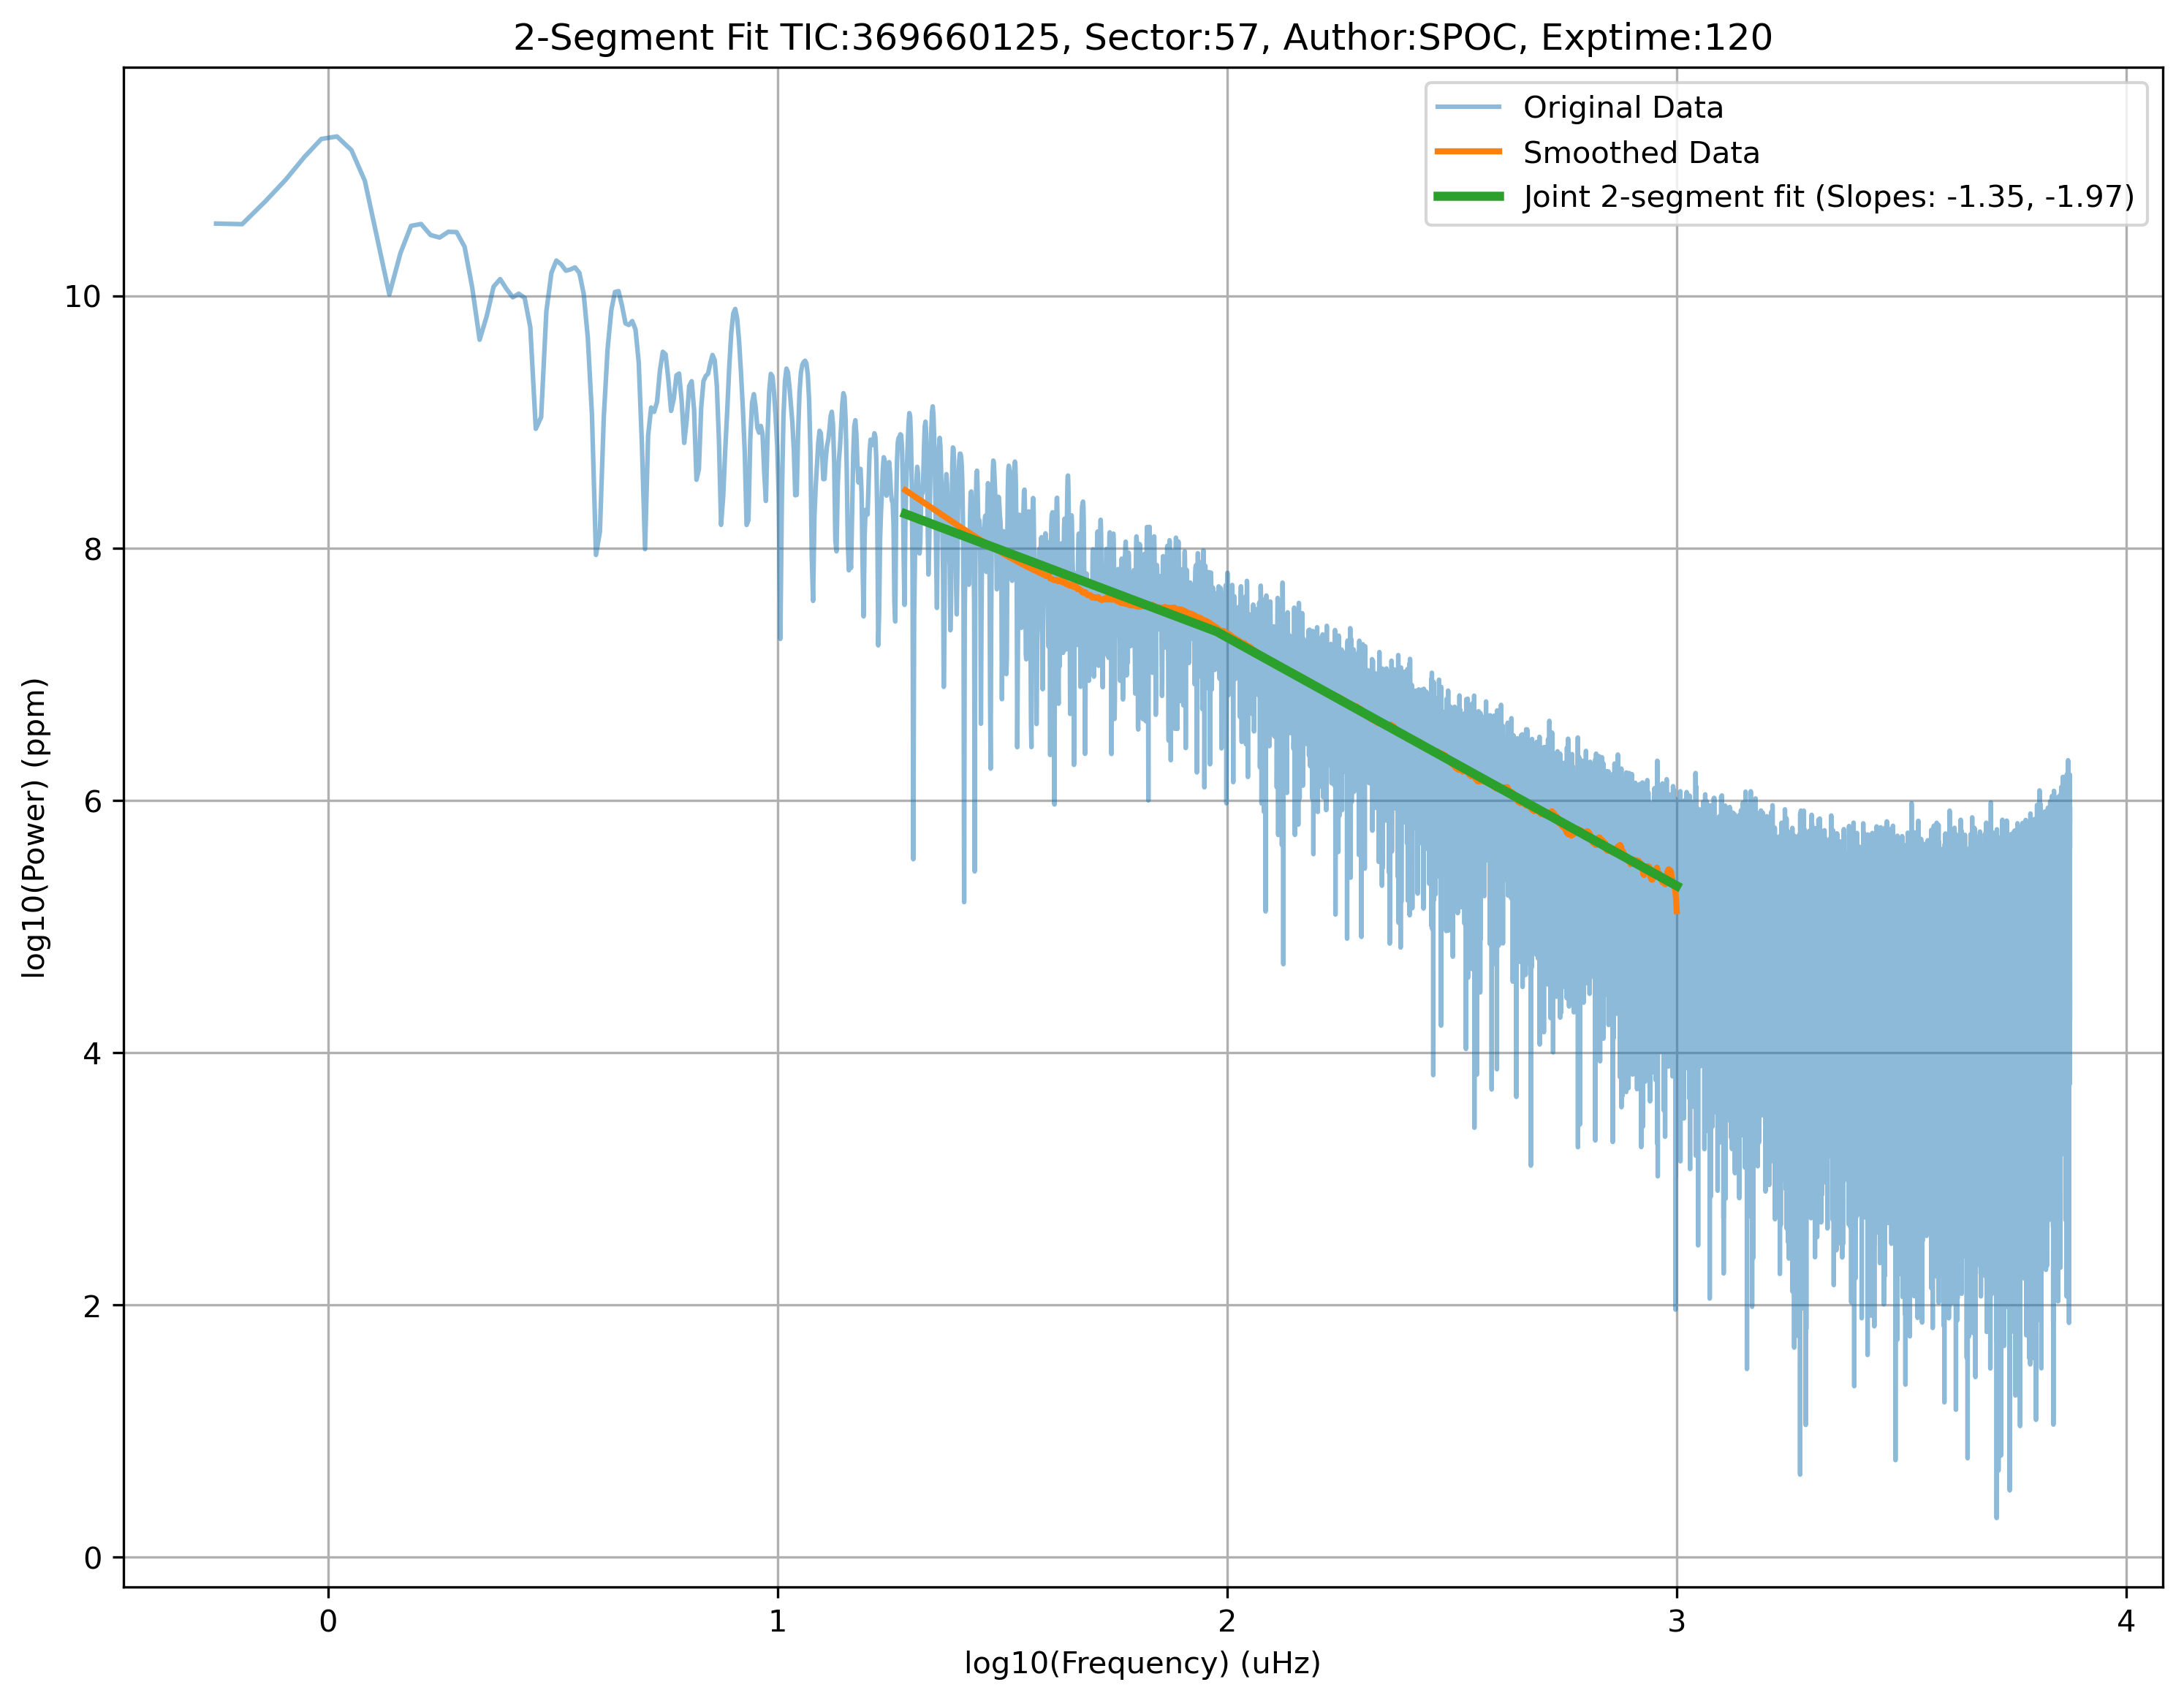 2-Segment Fit TIC:369660125, Sector:57, Author:SPOC, Exptime:120
Original Data
Smoothed Data
Joint 2-segment fit (Slopes: -1.35, -1.97)
log10(Power) (ppm)
10
8
6
4
2
0
0 1 2 3 4
log10(Frequency) (uHz)